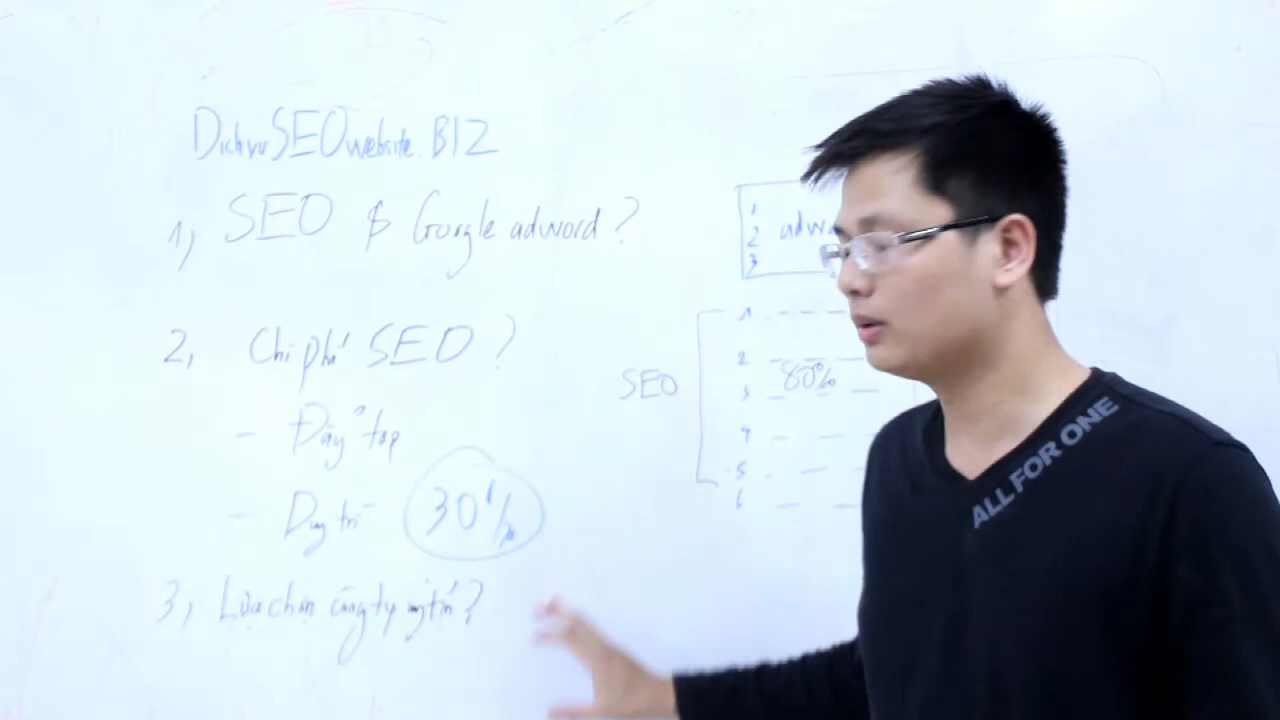 DichvuSEOwebsite.BIZ
1, SEO $ Google adword?
2, Chi phí SEO?
- Đẩy top
- Duy trì 30%
3, Lựa chọn công ty uy tín?
1
2
3
SEO
1
2
80%
3
4
5
6
ALL FOR ONE